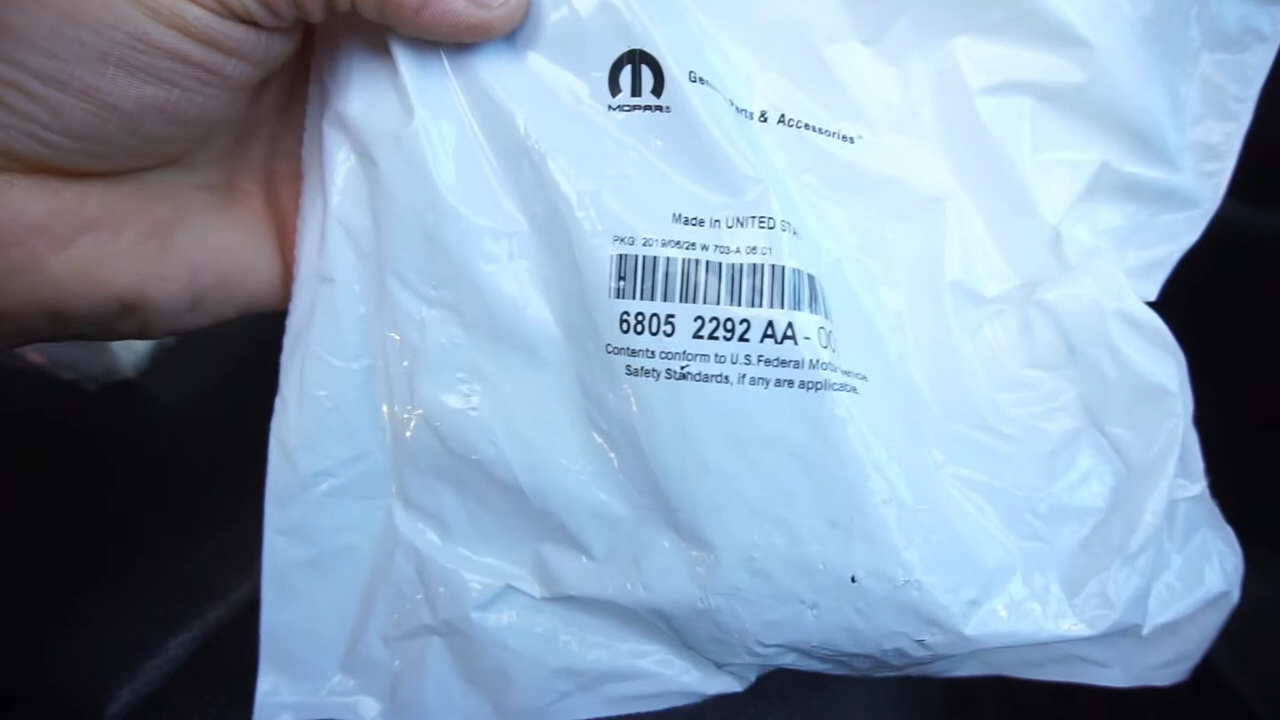 MOPAR®
Parts & Accessories
Made in UNITED
PKG: 2019/06/26 W 703-A 06:01
6805 2292 AA -
Contents conform to U.S.Federal
Safety Standards, if any are applicable.